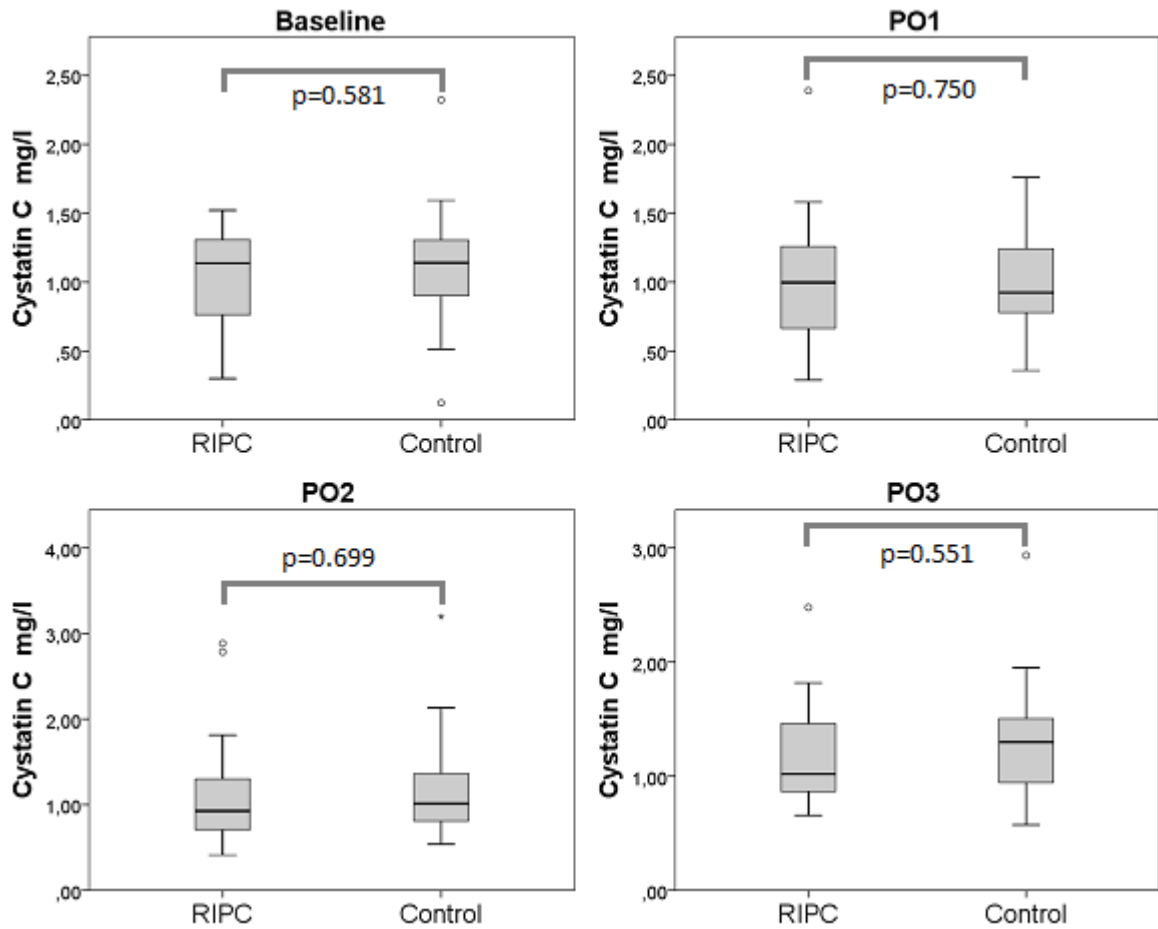 Baseline
Cystatin C mg/l
2,50
2,00
1,50
1,00
,50
,00
p=0.581
RIPC Control
PO1
Cystatin C mg/l
2,50
2,00
1,50
1,00
,50
,00
p=0.750
RIPC Control
PO2
Cystatin C mg/l
4,00
3,00
2,00
1,00
,00
p=0.699
RIPC Control
PO3
Cystatin C mg/l
3,00
2,00
1,00
,00
p=0.551
RIPC Control